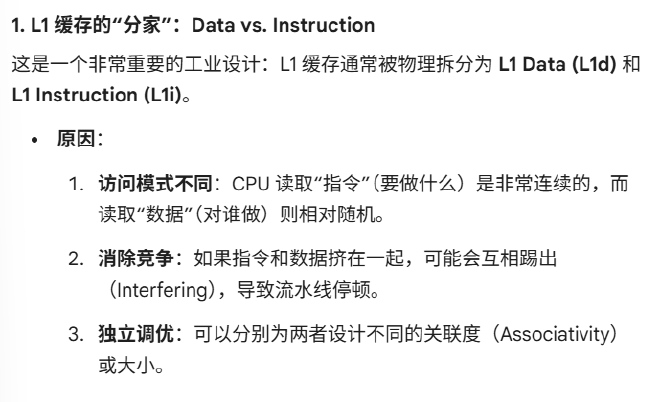 1. L1 缓存的“分家”：Data vs. Instruction
这是一个非常重要的工业设计：L1 缓存通常被物理拆分为 L1 Data (L1d) 和
L1 Instruction (L1i)。
• 原因：
1. 访问模式不同：CPU 读取“指令”（要做什么）是非常连续的，而
读取“数据”（对谁做）则相对随机。
2. 消除竞争：如果指令和数据挤在一起，可能会互相踢出
（Interfering），导致流水线停顿。
3. 独立调优：可以分别为两者设计不同的关联度（Associativity）
或大小。